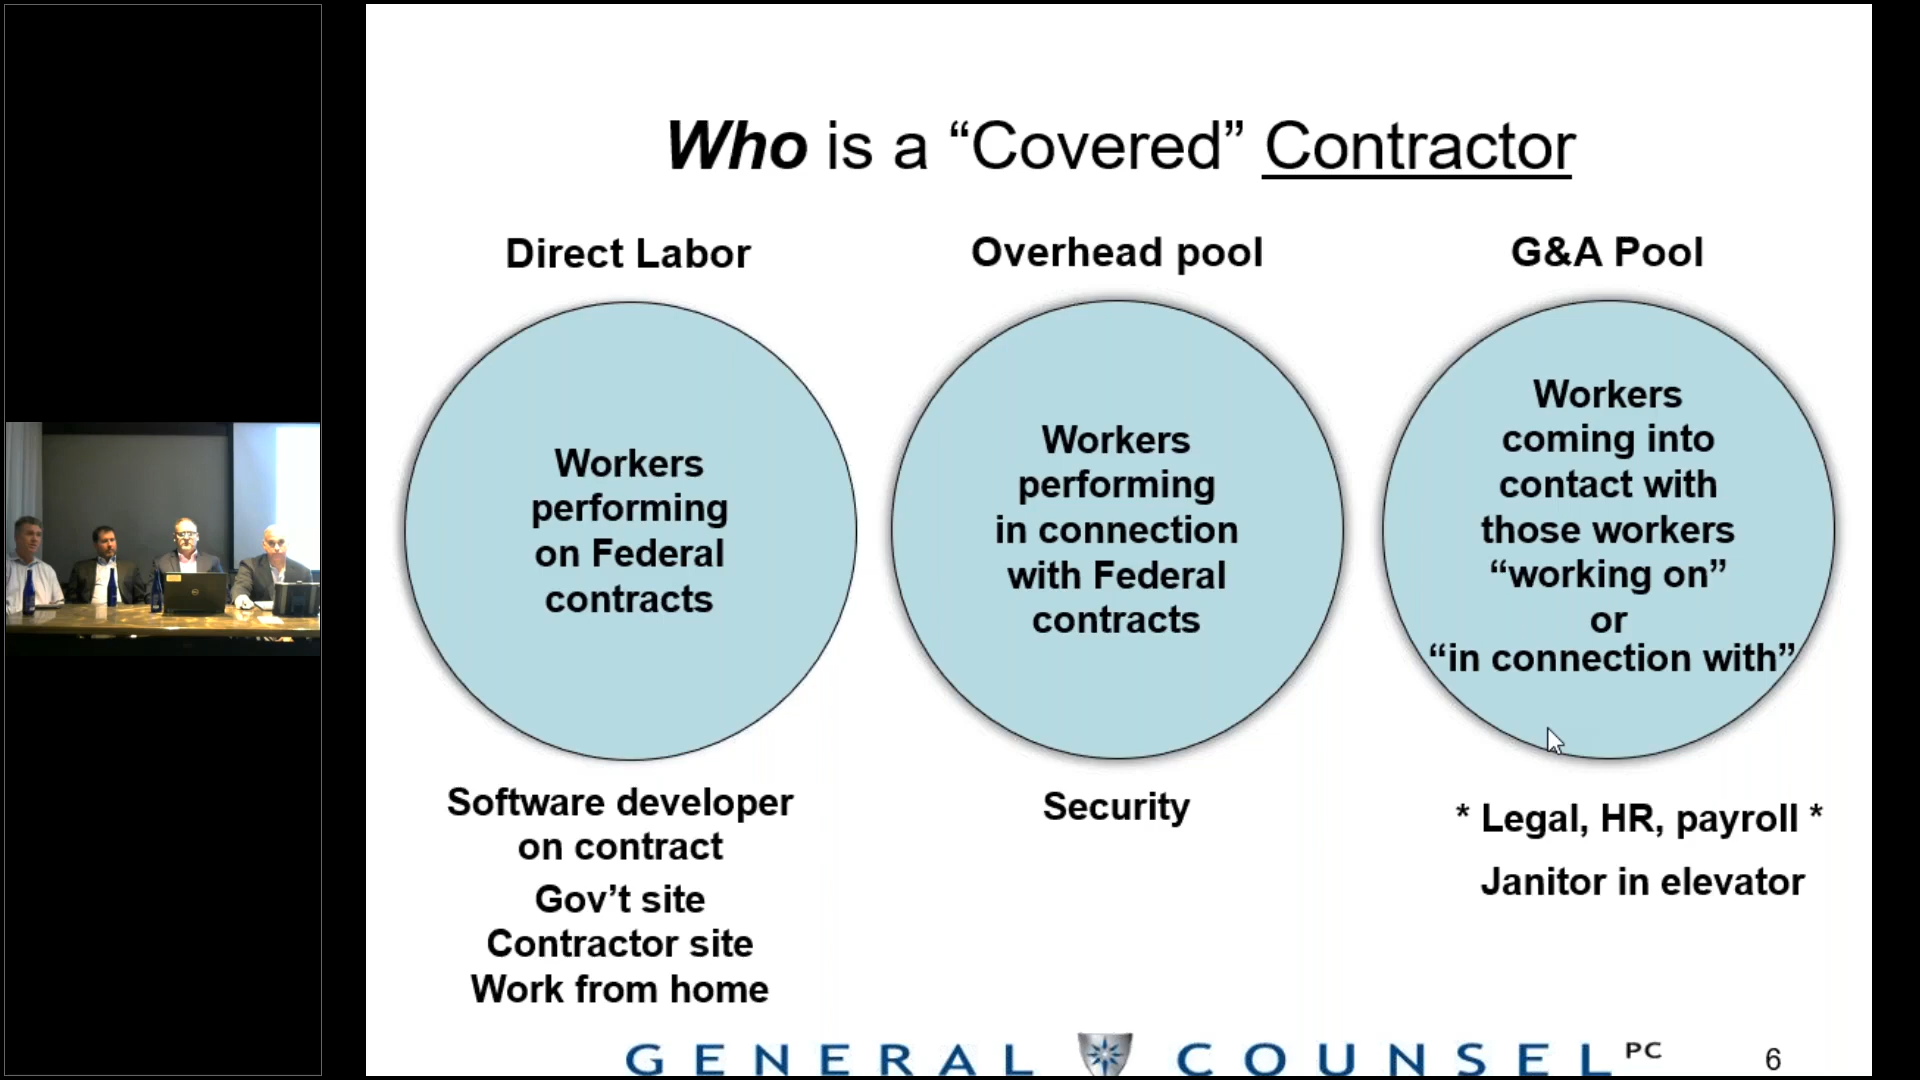 Who is a “Covered” Contractor
Direct Labor
Workers
performing
on Federal
contracts
Software developer
on contract
Gov’t site
Contractor site
Work from home
Overhead pool
Workers
performing
in connection
with Federal
contracts
Security
G&A Pool
Workers
coming into
contact with
those workers
“working on”
or
“in connection with”
* Legal, HR, payroll *
Janitor in elevator
GENERAL COUNSEL PC
6